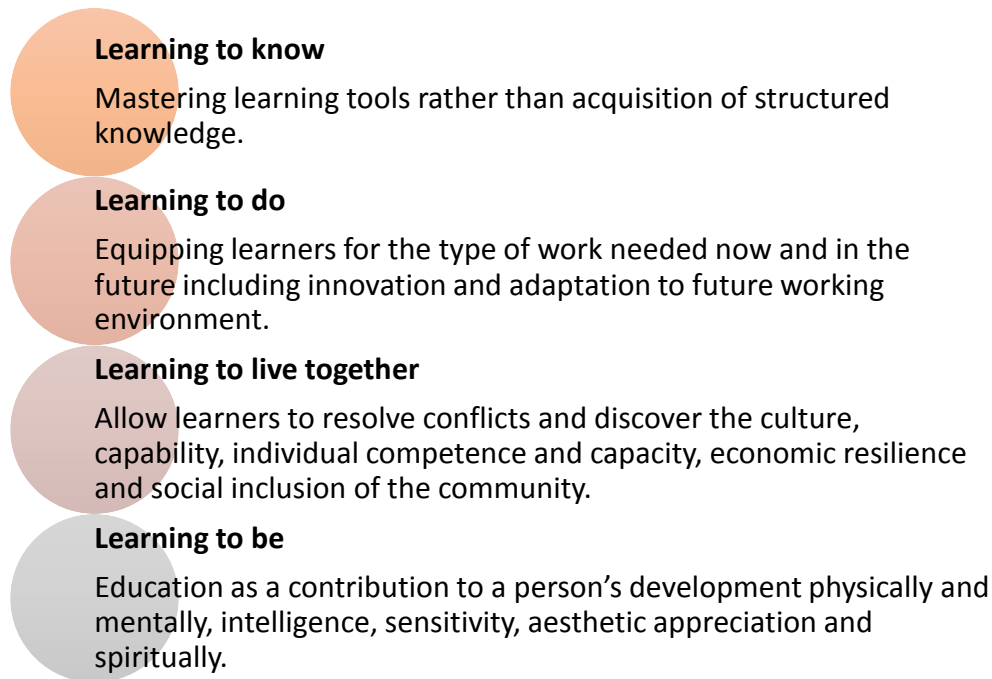 Learning to know
Mastering learning tools rather than acquisition of structured
knowledge.
Learning to do
Equipping learners for the type of work needed now and in the
future including innovation and adaptation to future working
environment.
Learning to live together
Allow learners to resolve conflicts and discover the culture,
capability, individual competence and capacity, economic resilience
and social inclusion of the community.
Learning to be
Education as a contribution to a person’s development physically and
mentally, intelligence, sensitivity, aesthetic appreciation and
spiritually.